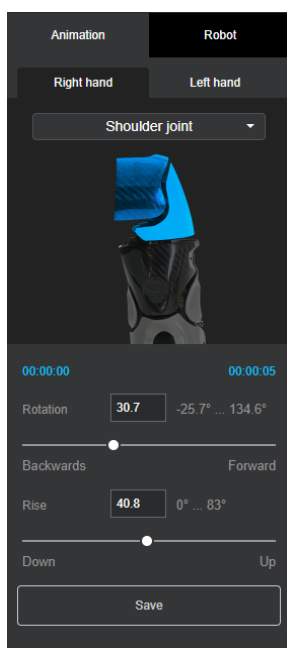 Animation Robot
Right hand Left hand
Shoulder joint
00:00:00 00:00:05
Rotation 30.7 -25.7° ... 134.6°
Backwards Forward
Rise 40.8 0° ... 83°
Down Up
Save